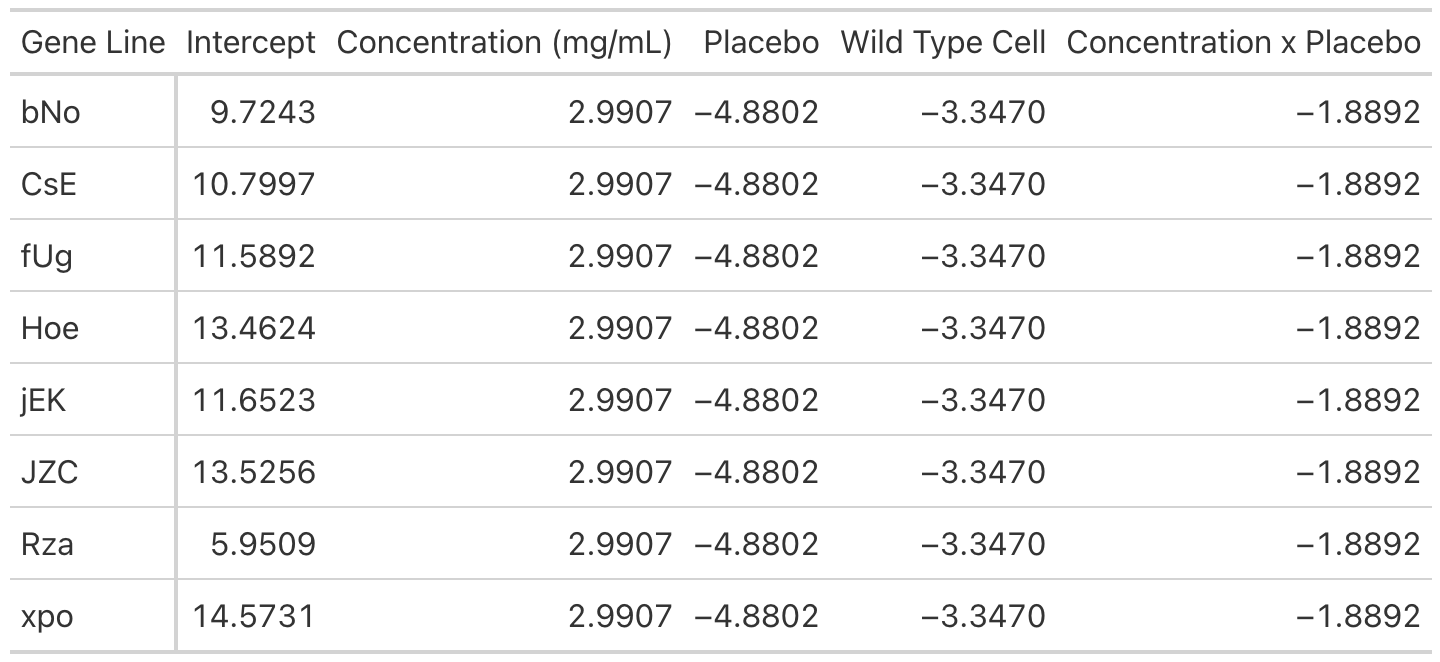 Gene Line Intercept Concentration (mg/mL) Placebo Wild Type Cell Concentration x Placebo
bNo 9.7243 2.9907 −4.8802 −3.3470 −1.8892
CsE 10.7997 2.9907 −4.8802 −3.3470 −1.8892
fUg 11.5892 2.9907 −4.8802 −3.3470 −1.8892
Hoe 13.4624 2.9907 −4.8802 −3.3470 −1.8892
jEK 11.6523 2.9907 −4.8802 −3.3470 −1.8892
JZC 13.5256 2.9907 −4.8802 −3.3470 −1.8892
Rza 5.9509 2.9907 −4.8802 −3.3470 −1.8892
xpo 14.5731 2.9907 −4.8802 −3.3470 −1.8892